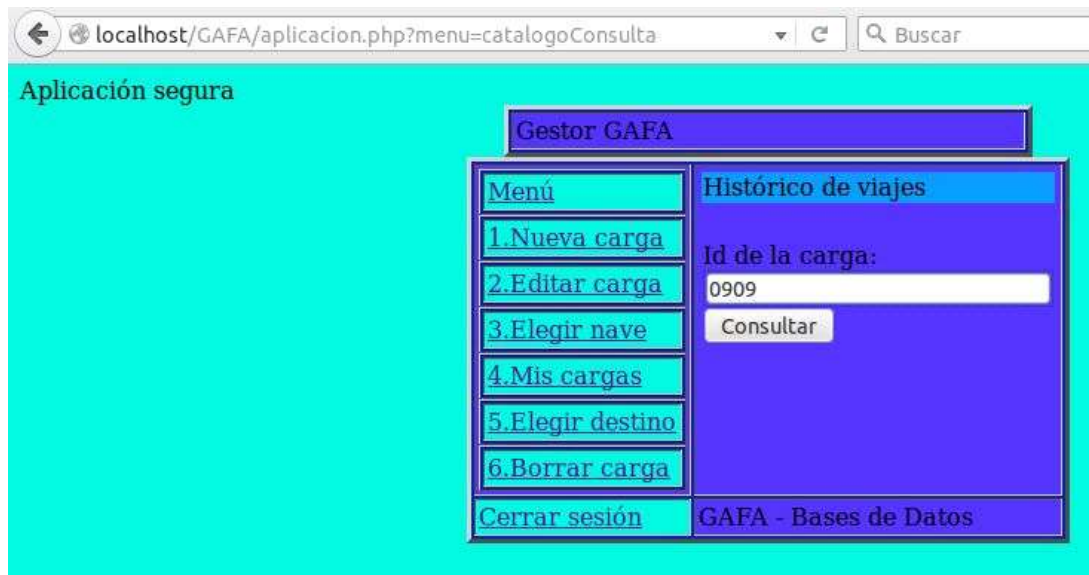 localhost/GAFA/aplicacion.php?menu=catalogoConsulta
Buscar
Aplicación segura
Gestor GAFA
Menú
1.Nueva carga
2.Editar carga
3.Elegir nave
4.Mis cargas
5.Elegir destino
6.Borrar carga
Histórico de viajes
Id de la carga:
0909
Consultar
Cerrar sesión
GAFA - Bases de Datos